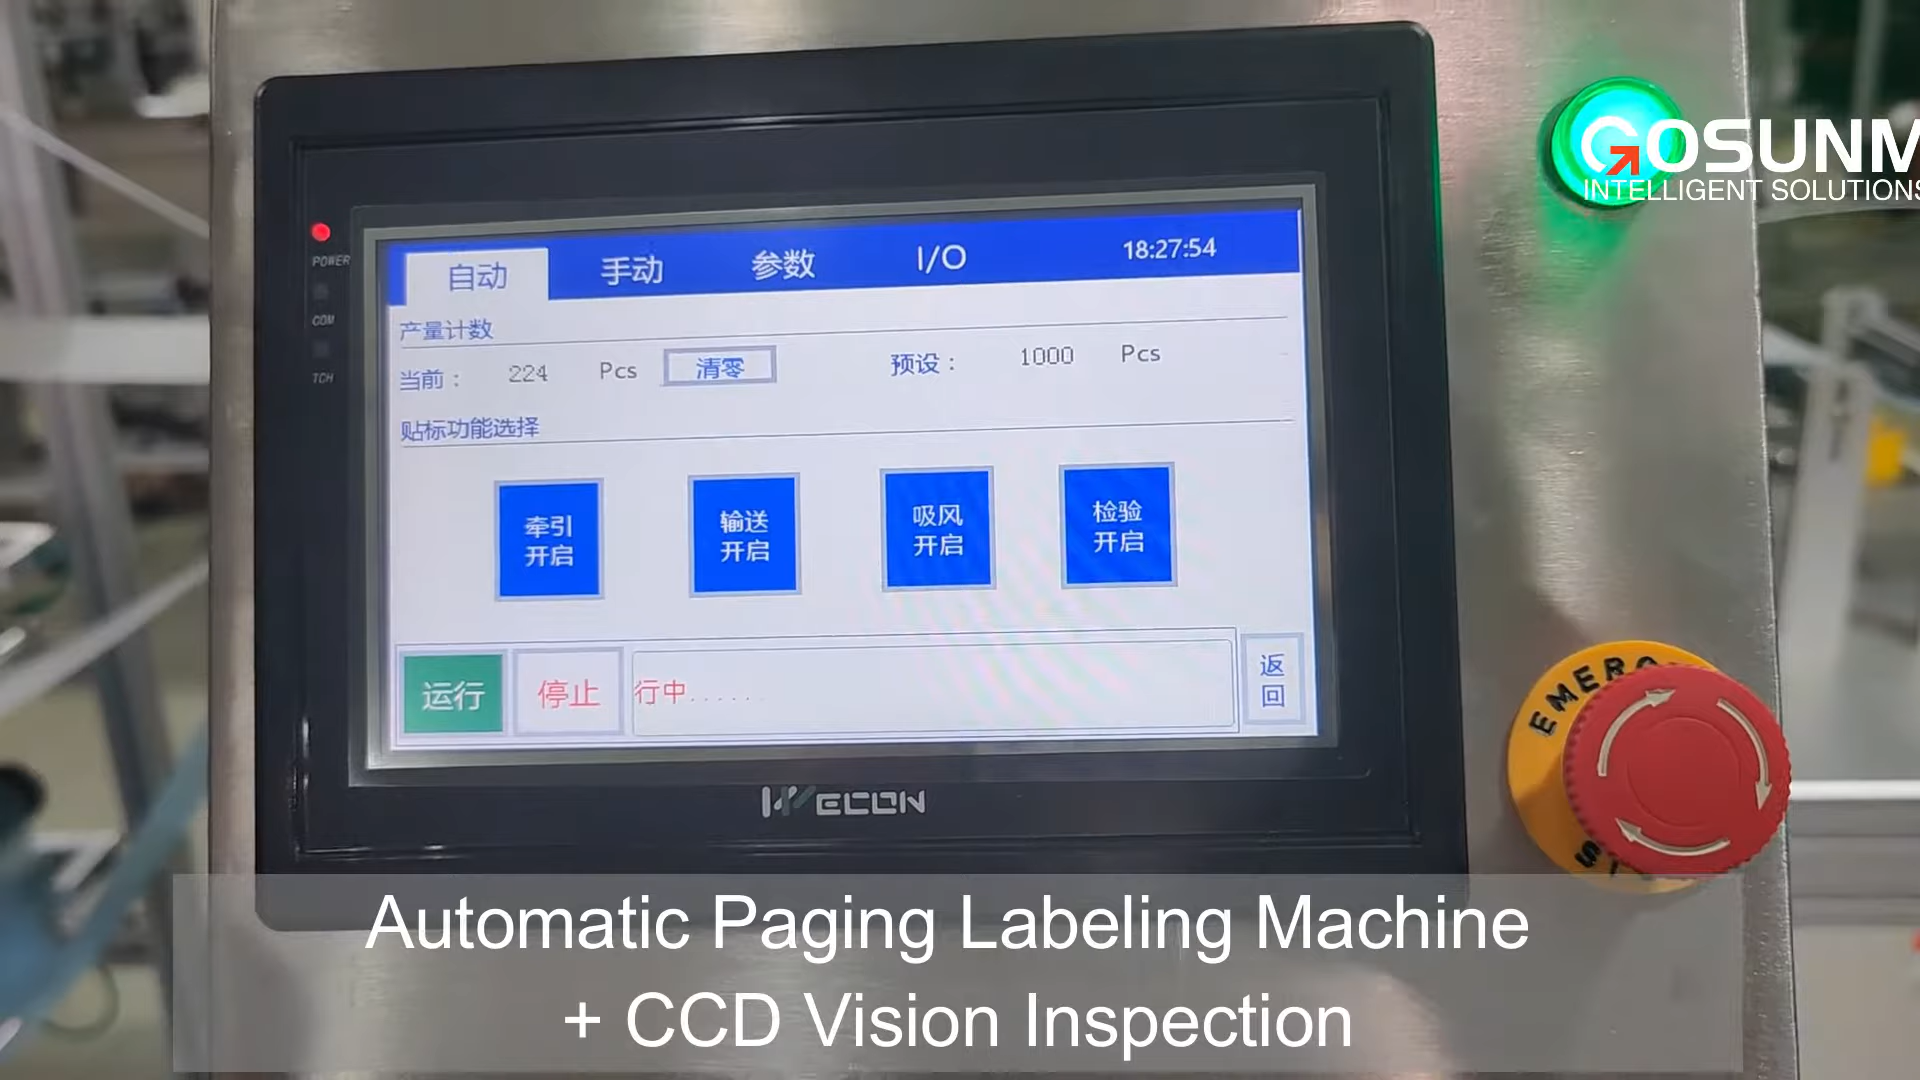 GOSUNM
INTELLIGENT SOLUTIONS
POWER
COM
TCH
自动 手动 参数 I/O 18:27:54
产量计数
当前： 224 Pcs 清零 预设： 1000 Pcs
贴标功能选择
牵引
开启
输送
开启
吸风
开启
检验
开启
运行 停止 行中......
返
回
WECON
EMERG
Automatic Paging Labeling Machine
+ CCD Vision Inspection